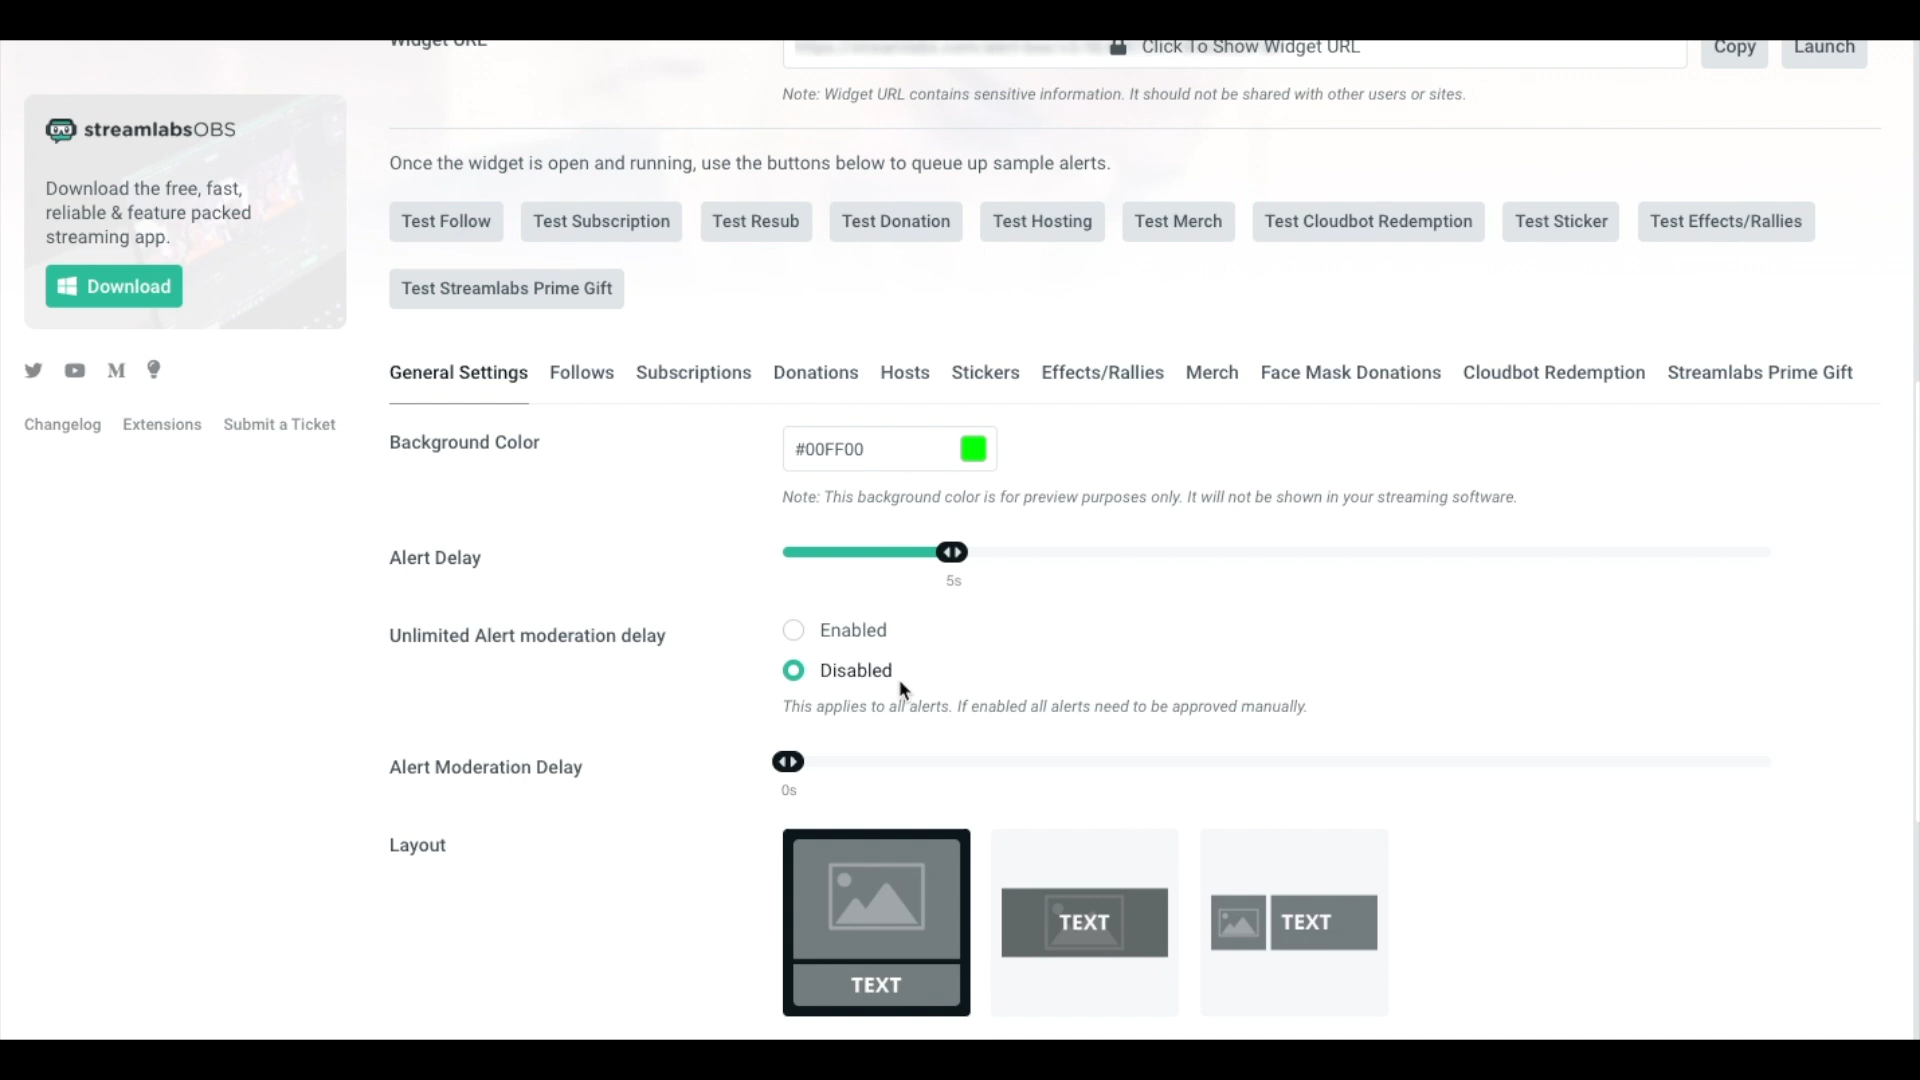 Widget URL
Click To Show Widget URL
Copy
Launch
Note: Widget URL contains sensitive information. It should not be shared with other users or sites.
streamlabsOBS
Download the free, fast,
reliable & feature packed
streaming app.
Download
Changelog
Extensions
Submit a Ticket
Once the widget is open and running, use the buttons below to queue up sample alerts.
Test Follow
Test Subscription
Test Resub
Test Donation
Test Hosting
Test Merch
Test Cloudbot Redemption
Test Sticker
Test Effects/Rallies
Test Streamlabs Prime Gift
General Settings
Follows
Subscriptions
Donations
Hosts
Stickers
Effects/Rallies
Merch
Face Mask Donations
Cloudbot Redemption
Streamlabs Prime Gift
Background Color
#00FF00
Note: This background color is for preview purposes only. It will not be shown in your streaming software.
Alert Delay
5s
Unlimited Alert moderation delay
Enabled
Disabled
This applies to all alerts. If enabled all alerts need to be approved manually.
Alert Moderation Delay
0s
Layout
TEXT
TEXT
TEXT